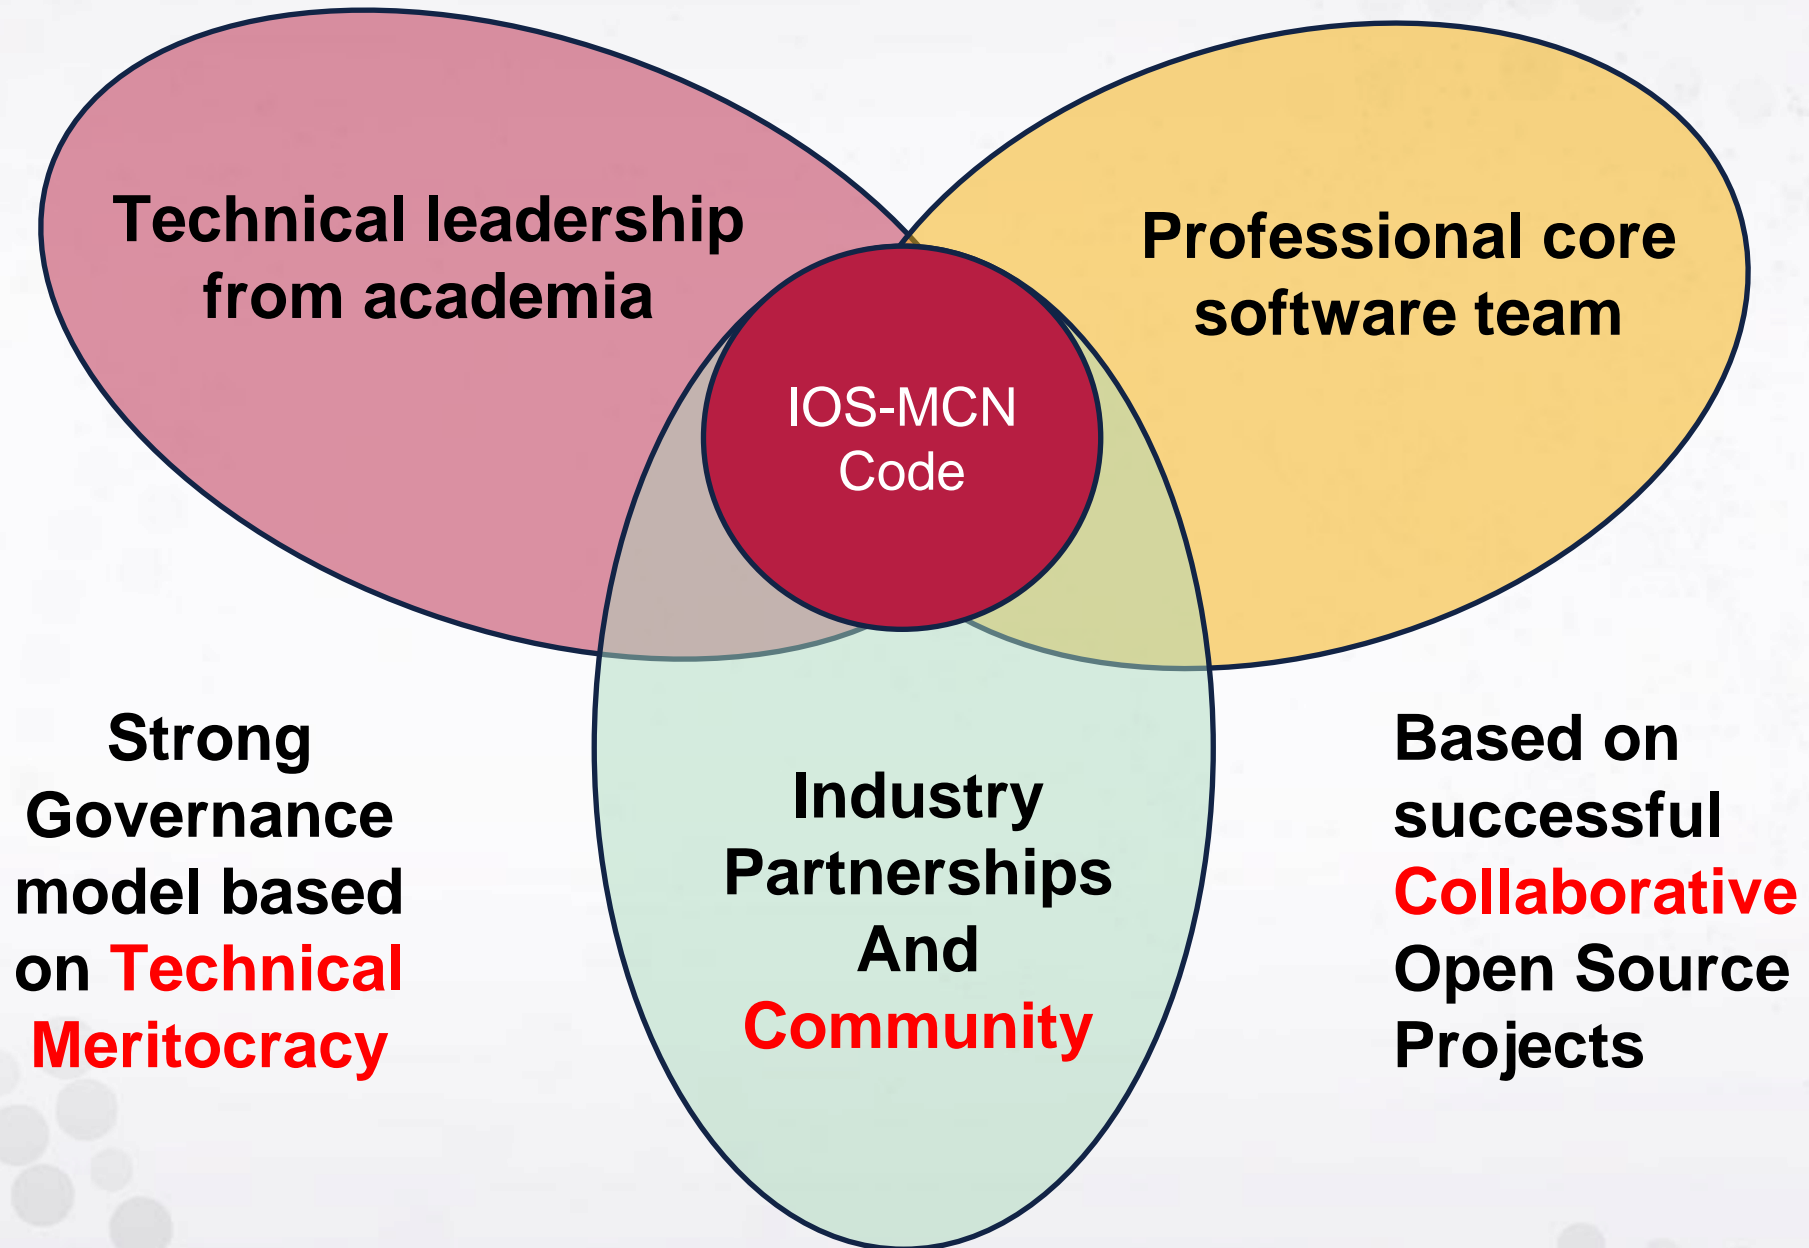 Technical leadership
from academia
Professional core
software team
IOS-MCN
Code
Strong
Governance
model based
on Technical
Meritocracy
Industry
Partnerships
And
Community
Based on
successful
Collaborative
Open Source
Projects